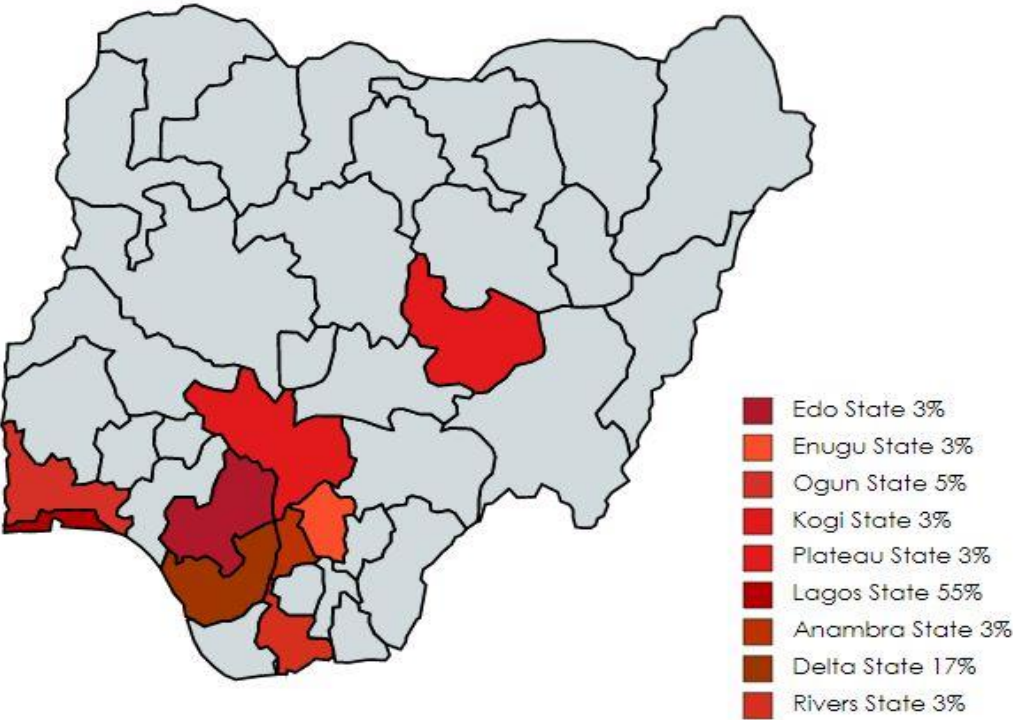 Edo State 3%
Enugu State 3%
Ogun State 5%
Kogi State 3%
Plateau State 3%
Lagos State 55%
Anambra State 3%
Delta State 17%
Rivers State 3%